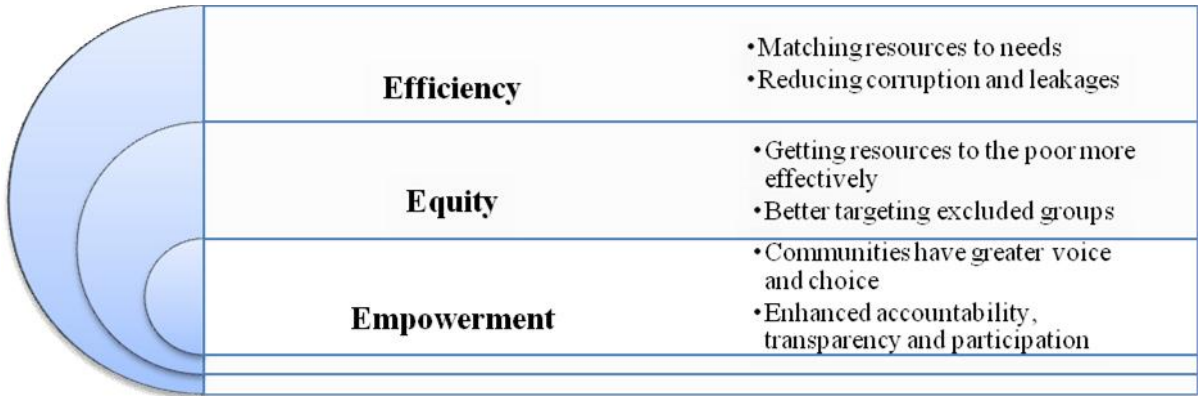 Efficiency
•Matching resources to needs
•Reducing corruption and leakages
Equity
•Getting resources to the poor more
effectively
•Better targeting excluded groups
Empowerment
•Communities have greater voice
and choice
•Enhanced accountability,
transparency and participation